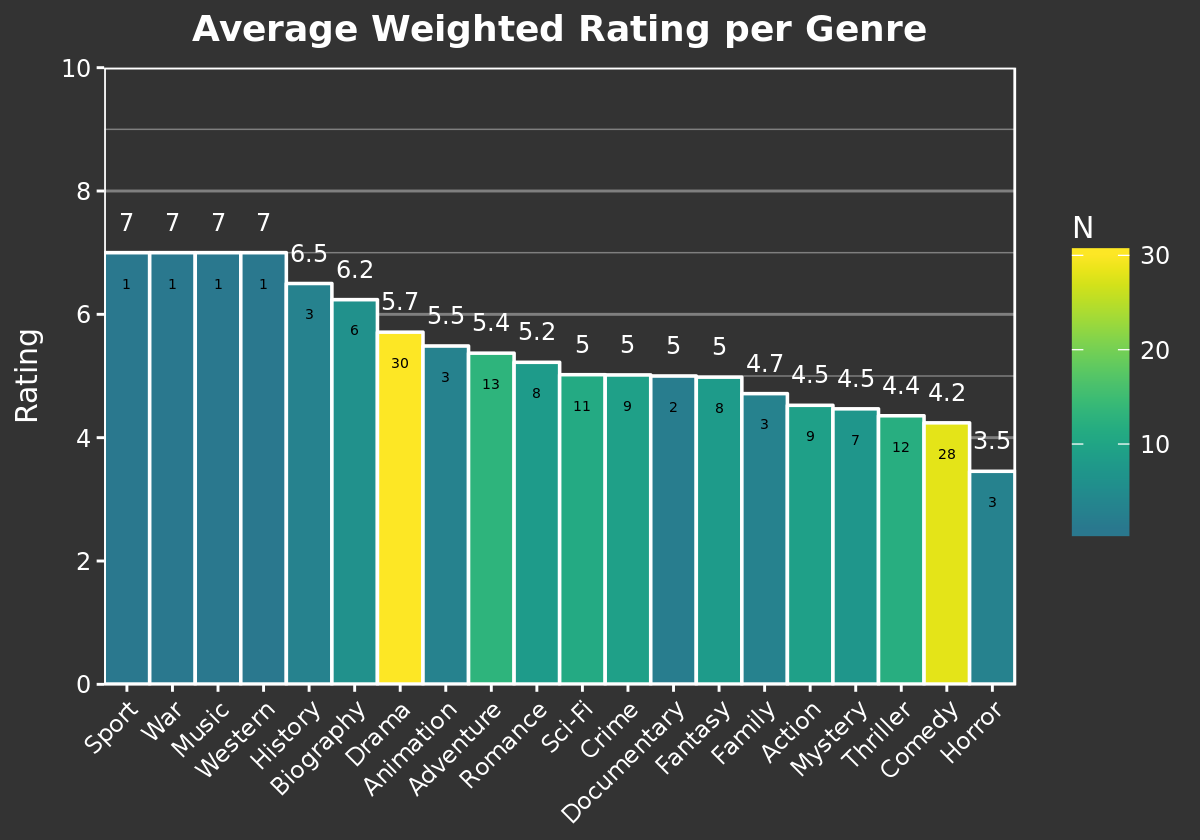 Average Weighted Rating per Genre
Rating
10
8
6
4
2
0
7 7 7 7 6.5 6.2 5.7 5.5 5.4 5.2 5 5 5 5 4.7 4.5 4.5 4.4 4.2 3.5
1 1 1 1 3 6 30 3 13 8 11 9 2 8 3 9 7 12 28 3
Sport War Music Western History Biography Drama Animation Adventure Romance Sci-Fi Crime Documentary Fantasy Family Action Mystery Thriller Comedy Horror
N
30
20
10